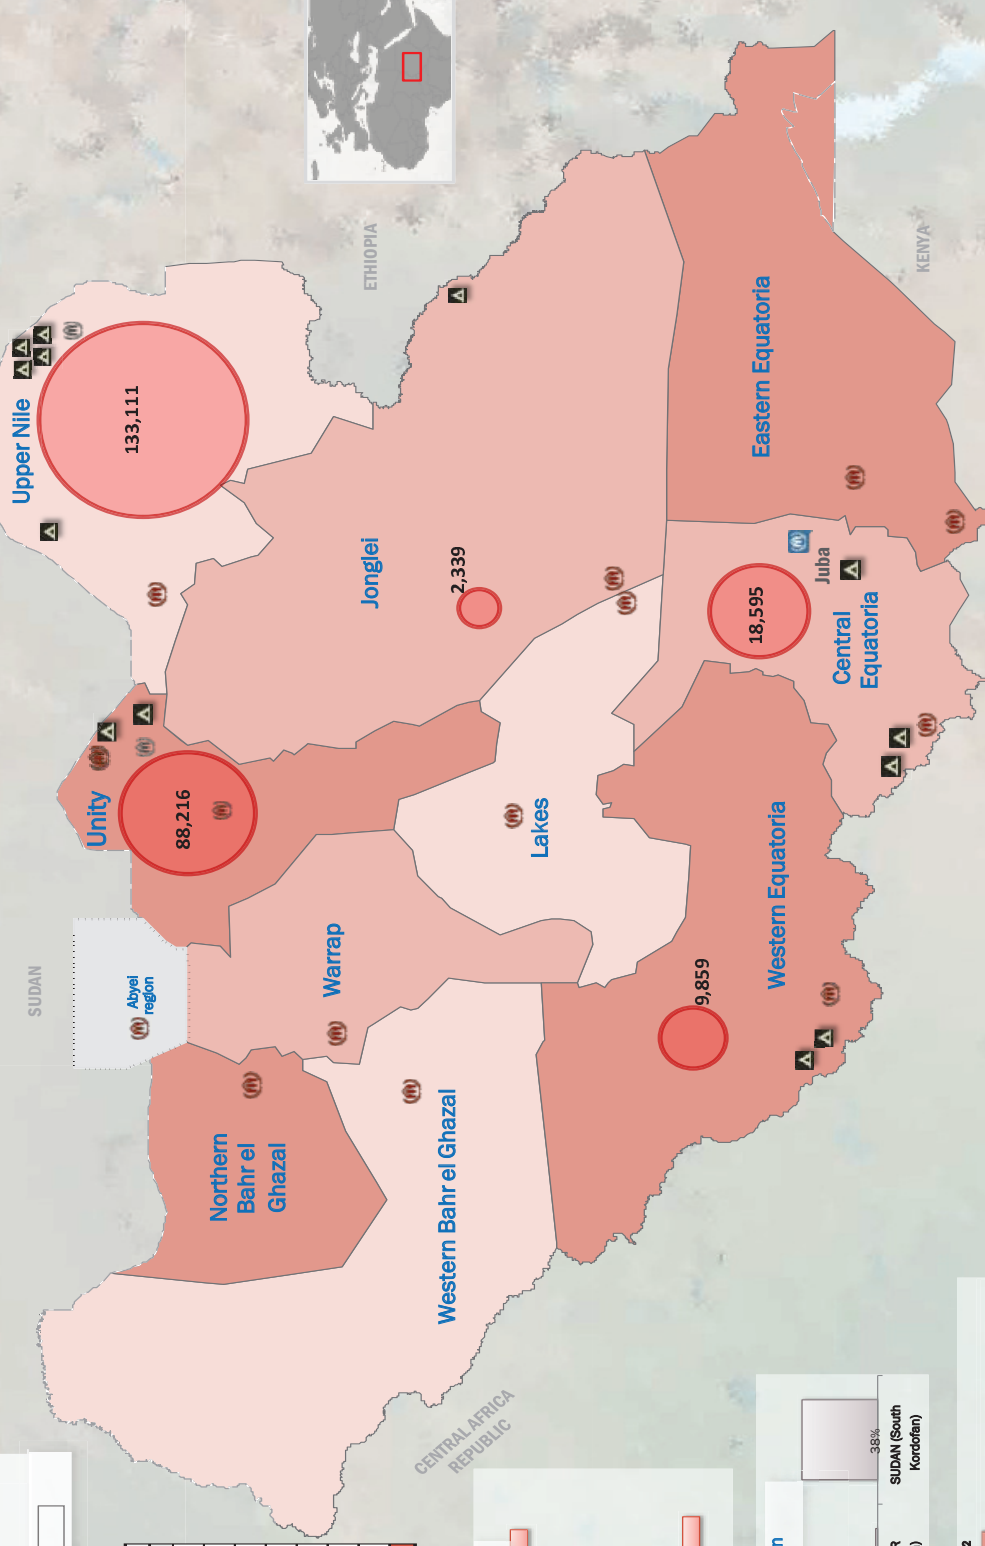 SUDAN
ETHIOPIA
KENYA
CENTRAL AFRICA
REPUBLIC
Upper Nile
133,111
Unity
88,216
Abyei
region
Northern
Bahr el
Ghazal
Warrap
Western Bahr el Ghazal
Jonglei
2,339
Lakes
Eastern Equatoria
Juba
18,595
Central
Equatoria
Western Equatoria
9,859
38%
SUDAN (South
Kordofan)